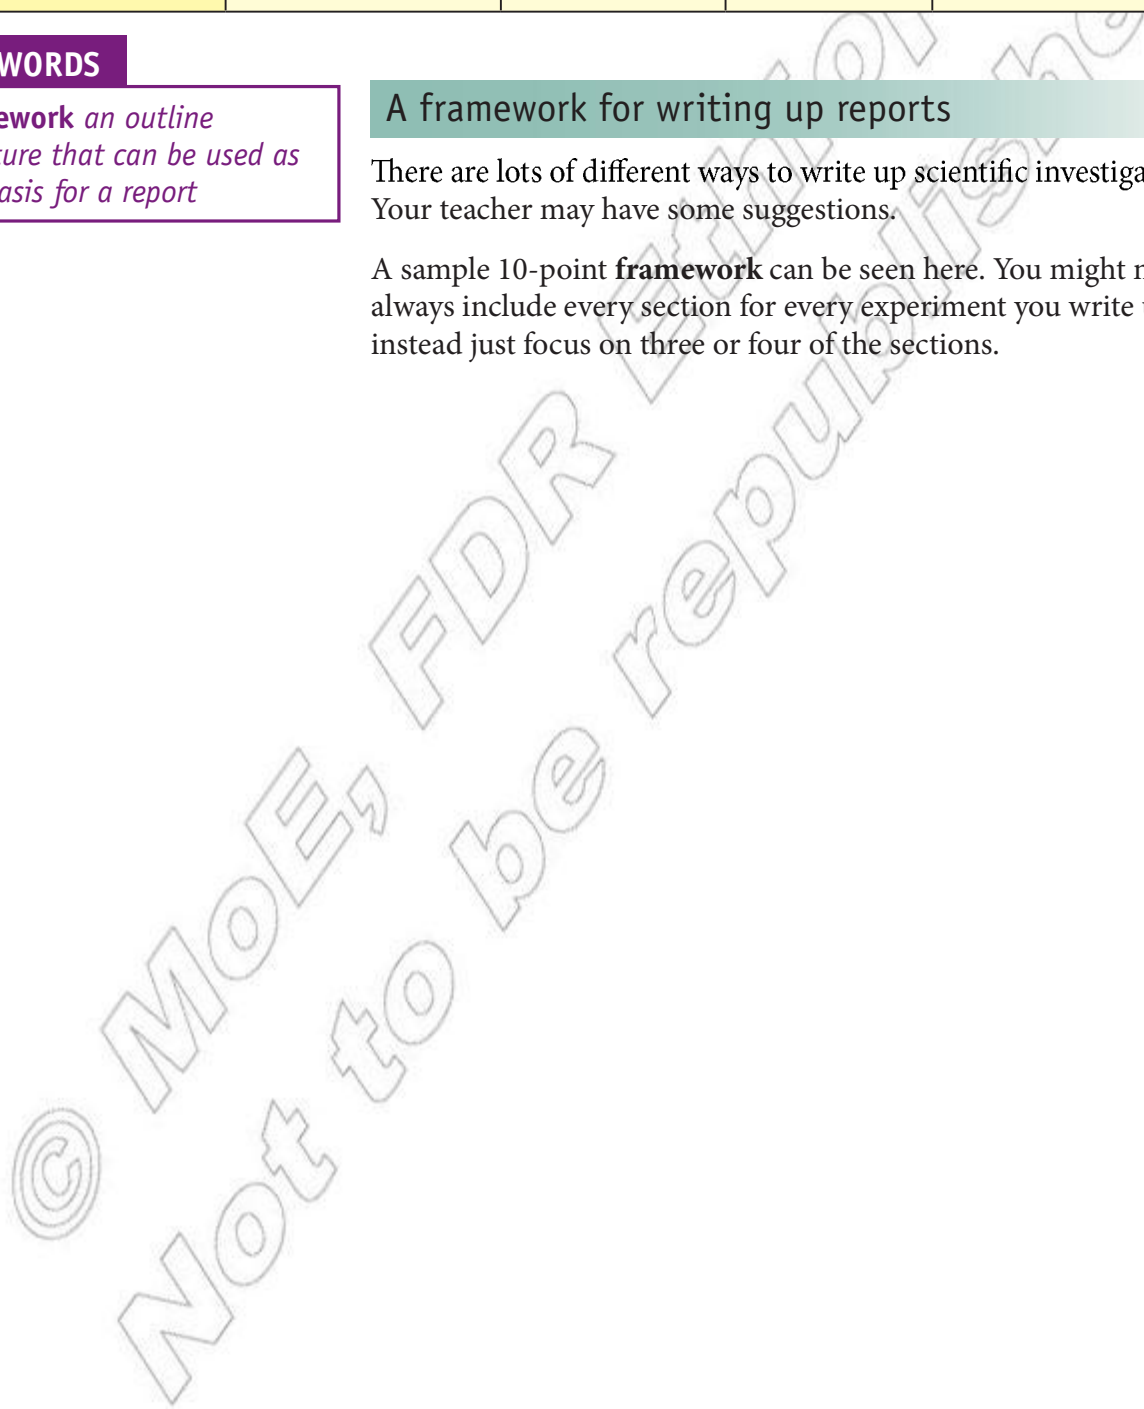 WORDS
ework an outline
ture that can be used as
asis for a report
A framework for writing up reports
There are lots of different ways to write up scientific investiga
Your teacher may have some suggestions.
A sample 10-point framework can be seen here. You might n
always include every section for every experiment you write
instead just focus on three or four of the sections.
© MoE, FDR Ethio
Not to be republishe